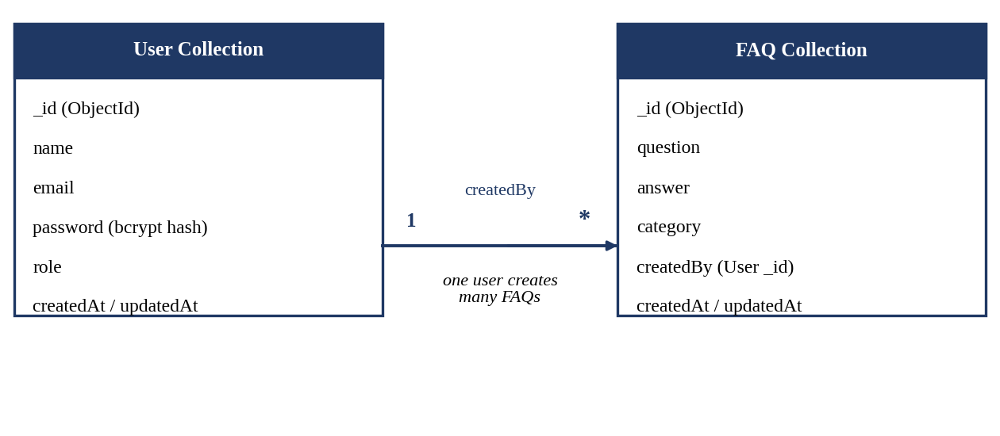 User Collection
_id (ObjectId)
name
email
password (bcrypt hash)
role
createdAt / updatedAt
createdBy
1
*
one user creates
many FAQs
FAQ Collection
_id (ObjectId)
question
answer
category
createdBy (User _id)
createdAt / updatedAt